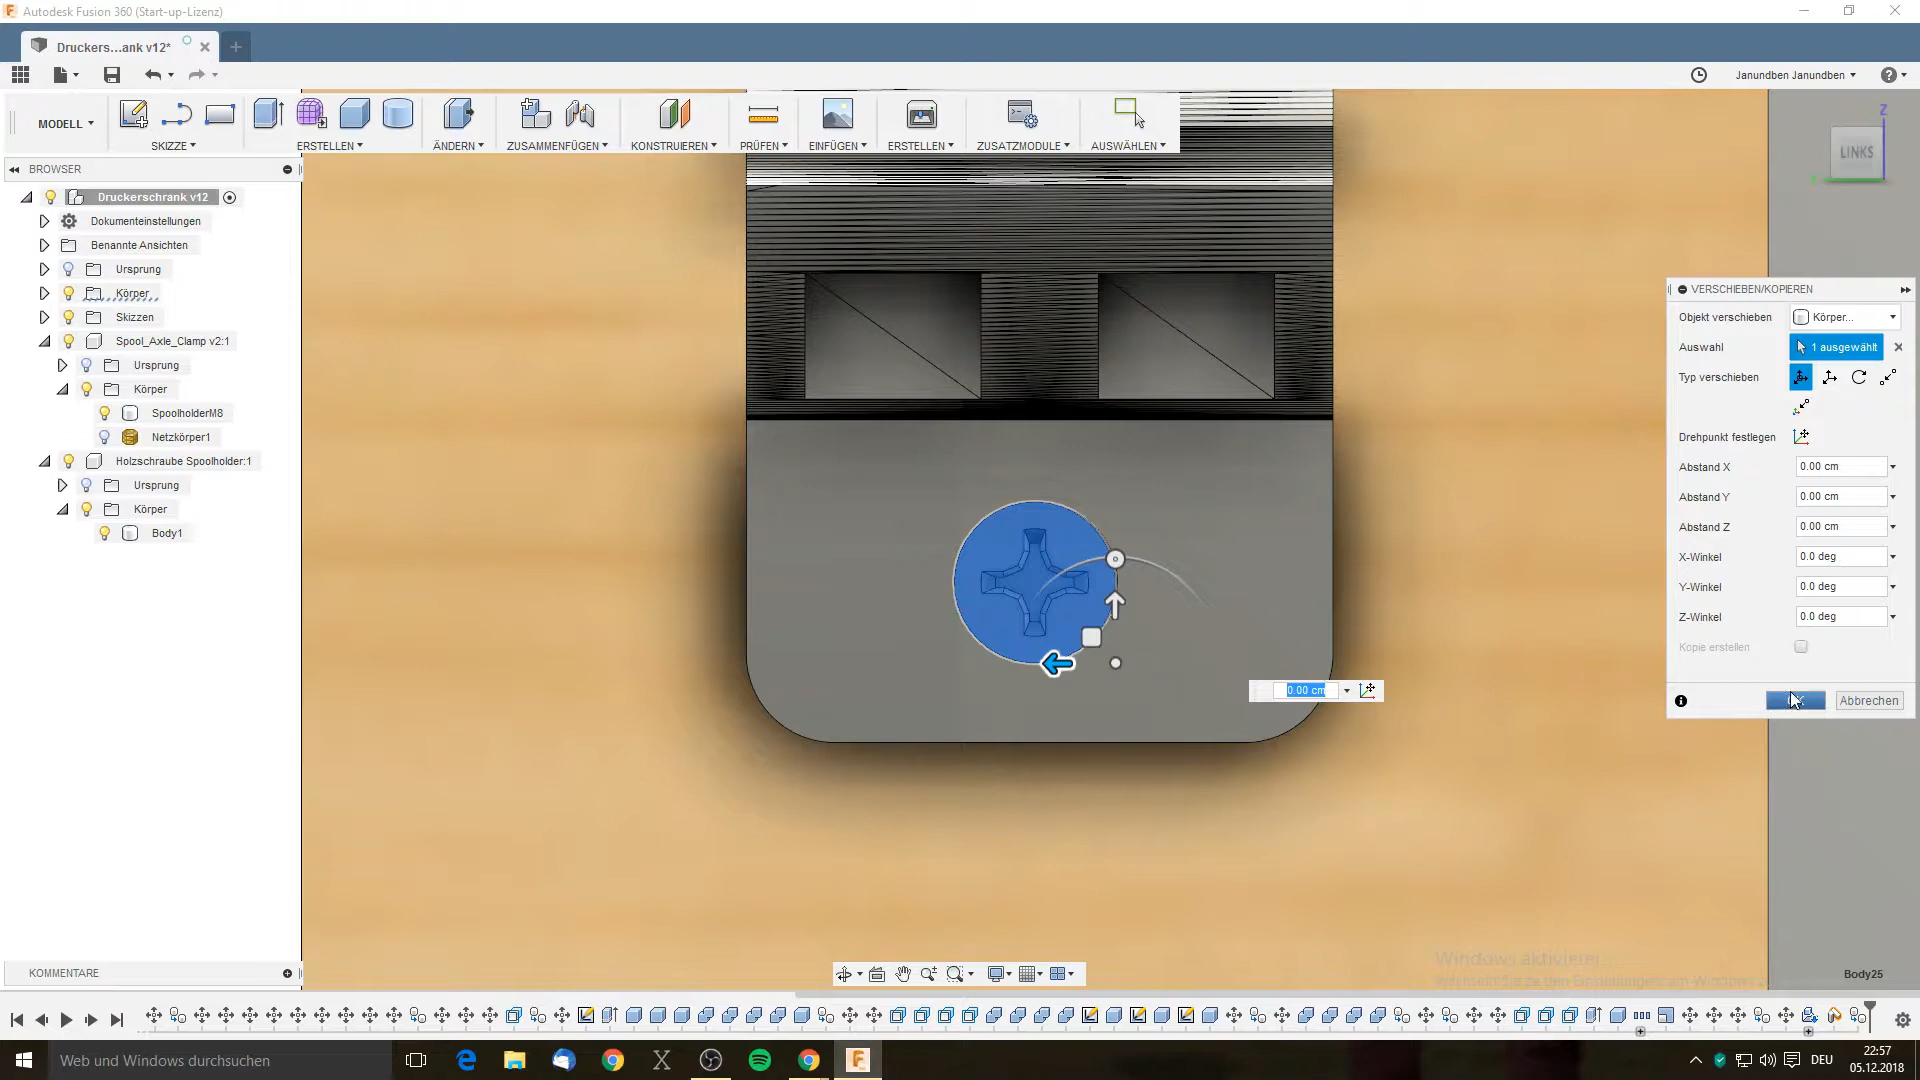 Autodesk Fusion 360 (Start-up-Lizenz)
Druckers...ank v12*
Janundben Janundben
MODELL
SKIZZE
ERSTELLEN
ÄNDERN
ZUSAMMENFÜGEN
KONSTRUIEREN
PRÜFEN
EINFÜGEN
ERSTELLEN
ZUSATZMODULE
AUSWÄHLEN
Z
LINKS
BROWSER
Druckerschrank v12
Dokumenteinstellungen
Benannte Ansichten
Ursprung
Körper
Skizzen
Spool_Axle_Clamp v2:1
Ursprung
Körper
SpoolholderM8
Netzkörper1
Holzschraube Spoolholder:1
Ursprung
Körper
Body1
VERSCHIEBEN/KOPIEREN
Objekt verschieben Körper...
Auswahl 1 ausgewählt
Typ verschieben
Drehpunkt festlegen
Abstand X 0.00 cm
Abstand Y 0.00 cm
Abstand Z 0.00 cm
X-Winkel 0.0 deg
Y-Winkel 0.0 deg
Z-Winkel 0.0 deg
Kopie erstellen
Abbrechen
0.00 cm
Windows aktivieren
KOMMENTARE
Body25
Web und Windows durchsuchen
DEU
22:57
05.12.2018